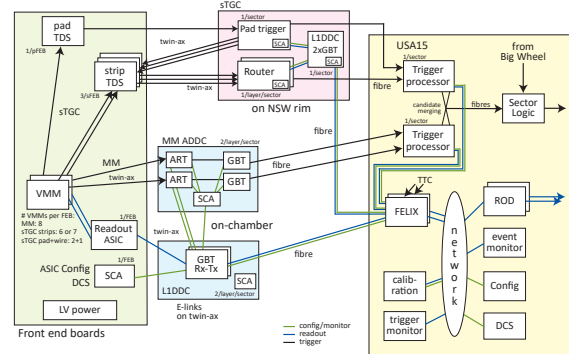 sTGC
pad
TDS
1/pFEB
twin-ax
1/sector
Pad trigger
SCA
L1DDC
2xGBT
SCA
strip
TDS
3/sFEB
twin-ax
Router
SCA
1/sector
1/layer/sector
on NSW rim
fibre
sTGC
USA15
1/sector
Trigger
processor
candidate
merging
1/sector
Trigger
processor
from
Big Wheel
fibres
Sector
Logic
MM ADDC
2/layer/sector
fibre
MM
twin-ax
ART
GBT
ART
GBT
fibre
SCA
on-chamber
VMM
# VMMs per FEB:
MM: 8
sTGC strips: 6 or 7
sTGC pad+wire: 2+1
1/FEB
Readout
ASIC
twin-ax
ASIC Config
DCS
1/FEB
SCA
LV power
Front end boards
GBT
Rx-Tx
SCA
L1DDC
2/layer/sector
fibre
E-links
on twin-ax
TTC
FELIX
network
ROD
event
monitor
calib-
ration
Config
trigger
monitor
DCS
config/monitor
readout
trigger